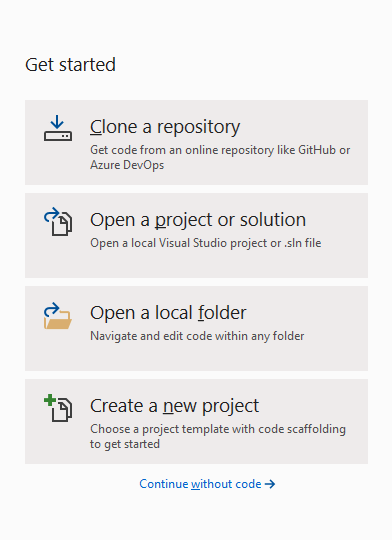 Get started
Clone a repository
Get code from an online repository like GitHub or
Azure DevOps
Open a project or solution
Open a local Visual Studio project or .sln file
Open a local folder
Navigate and edit code within any folder
Create a new project
Choose a project template with code scaffolding
to get started
Continue without code →